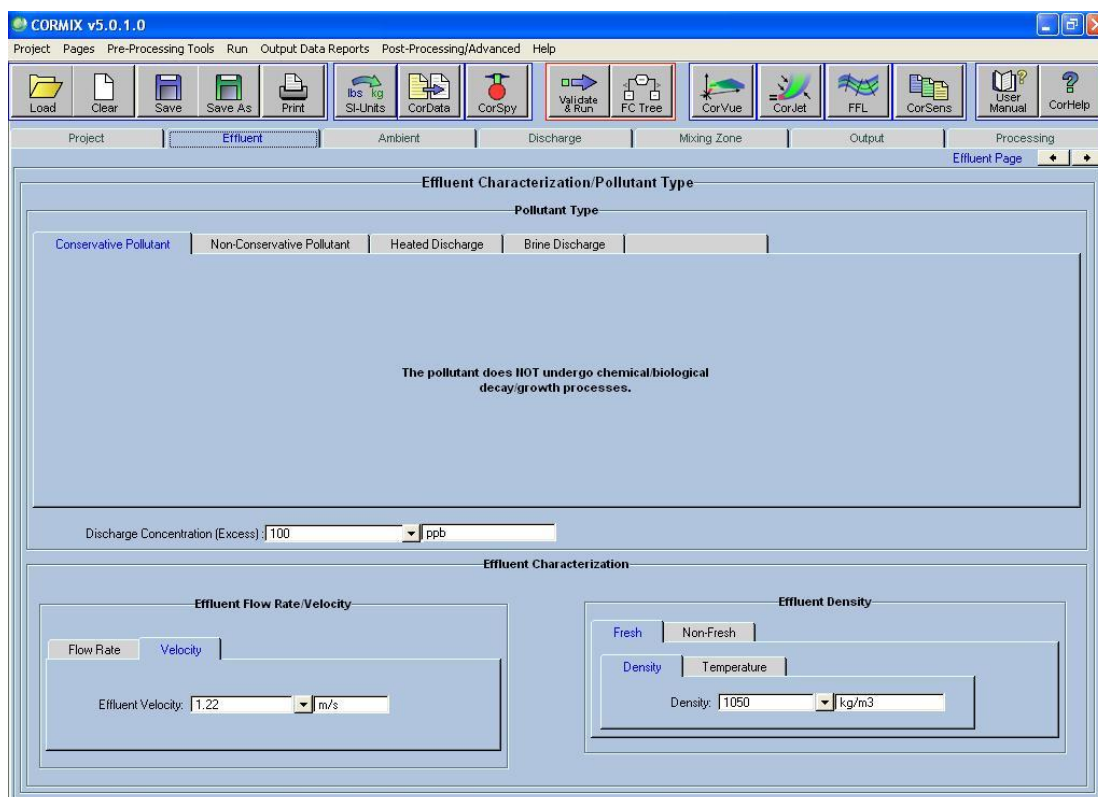 CORMIX v5.0.1.0
Project Pages Pre-Processing Tools Run Output Data Reports Post-Processing/Advanced Help
lbs kg
Load Clear Save Save As Print SI-Units CorData CorSpy Validate & Run FC Tree CorVue CorJet FFL CorSens User Manual CorHelp
Project Effluent Ambient Discharge Mixing Zone Output Processing
Effluent Page
Effluent Characterization/Pollutant Type
Pollutant Type
Conservative Pollutant Non-Conservative Pollutant Heated Discharge Brine Discharge
The pollutant does NOT undergo chemical/biological
decay/growth processes.
Discharge Concentration (Excess) : 100 ppb
Effluent Characterization
Effluent Flow Rate/Velocity
Flow Rate Velocity
Effluent Velocity: 1.22 m/s
Effluent Density
Fresh Non-Fresh
Density Temperature
Density: 1050 kg/m3